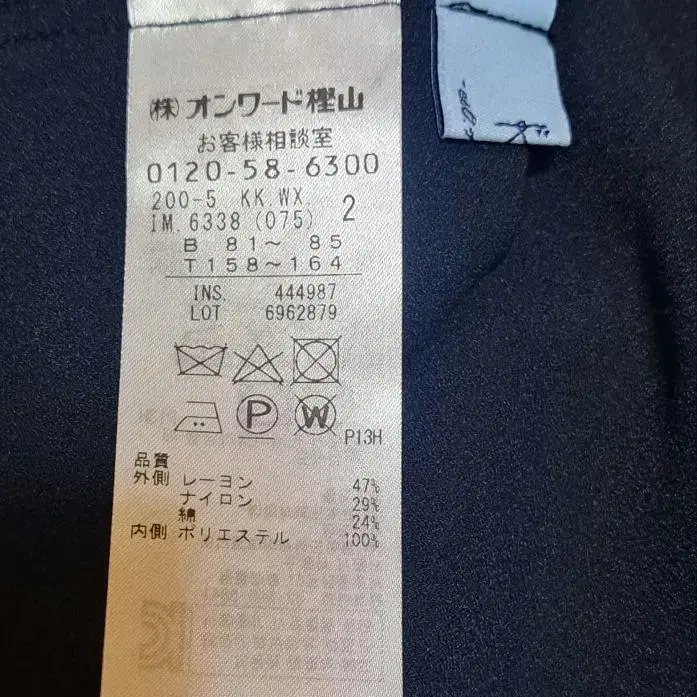 (株)オンワード樫山
お客様相談室
0120-58-6300
200-5 KK.WX.
IM.6338 (075) 2
B 81～ 85
T158～164
INS. 444987
LOT 6962879
P
W
P13H
品質
外側 レーヨン 47%
ナイロン 29%
綿 24%
内側 ポリエステル 100%